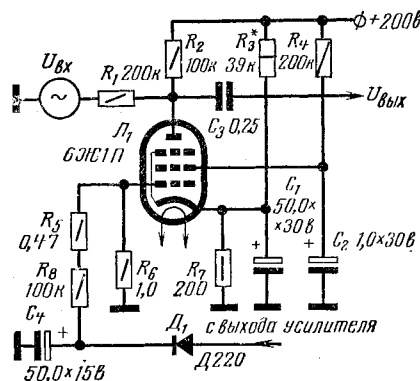 Ф+200В
Uвх
R₁ 200к
R₂
100к
R₃*
39к
R₄
200к
Uвых
C₃ 0,25
Л₁
6Ж1П
C₁
50,0×
×30в
+
+
C₂ 1,0×30в
R₅
0,47
R₈
100к
R₆
1,0
R₇
200
C₄
+
50,0×15в
Д₁
Д220
с выхода усилителя